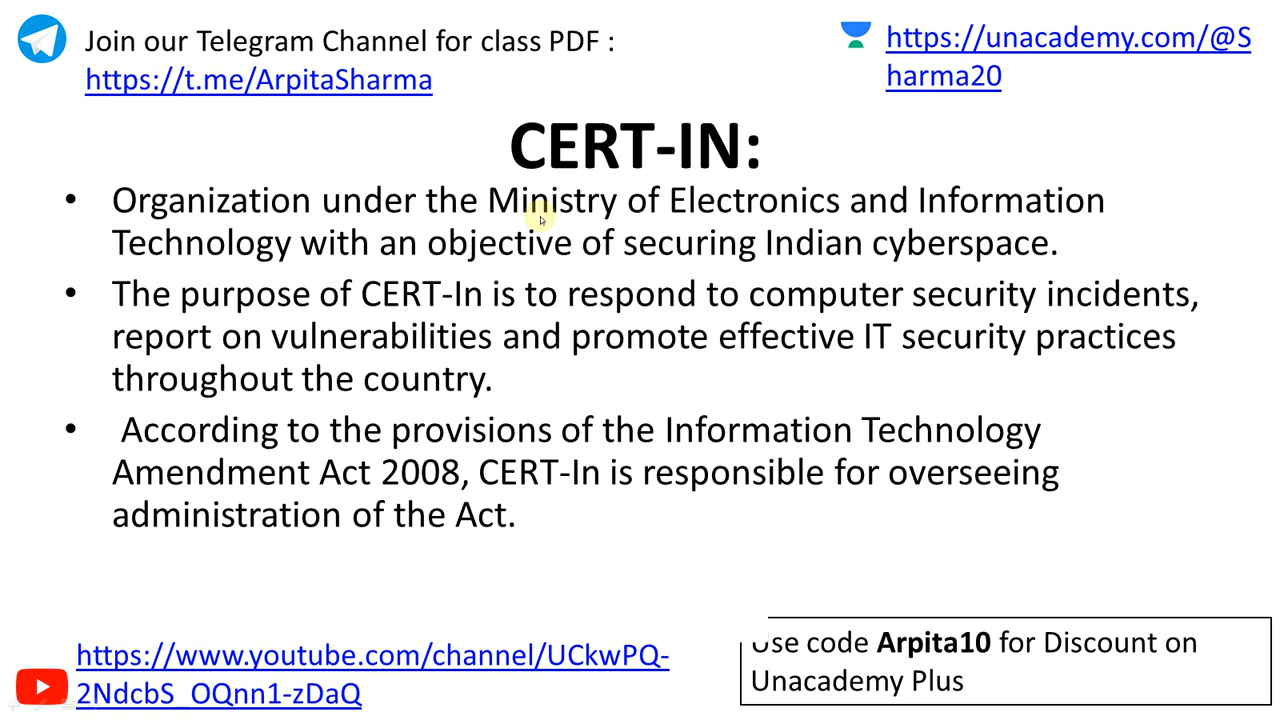 Join our Telegram Channel for class PDF :
https://t.me/ArpitaSharma
https://unacademy.com/@S
harma20
CERT-IN:
• Organization under the Ministry of Electronics and Information
Technology with an objective of securing Indian cyberspace.
• The purpose of CERT-In is to respond to computer security incidents,
report on vulnerabilities and promote effective IT security practices
throughout the country.
• According to the provisions of the Information Technology
Amendment Act 2008, CERT-In is responsible for overseeing
administration of the Act.
https://www.youtube.com/channel/UCkwPQ-
2NdcbS_OQnn1-zDaQ
Use code Arpita10 for Discount on
Unacademy Plus